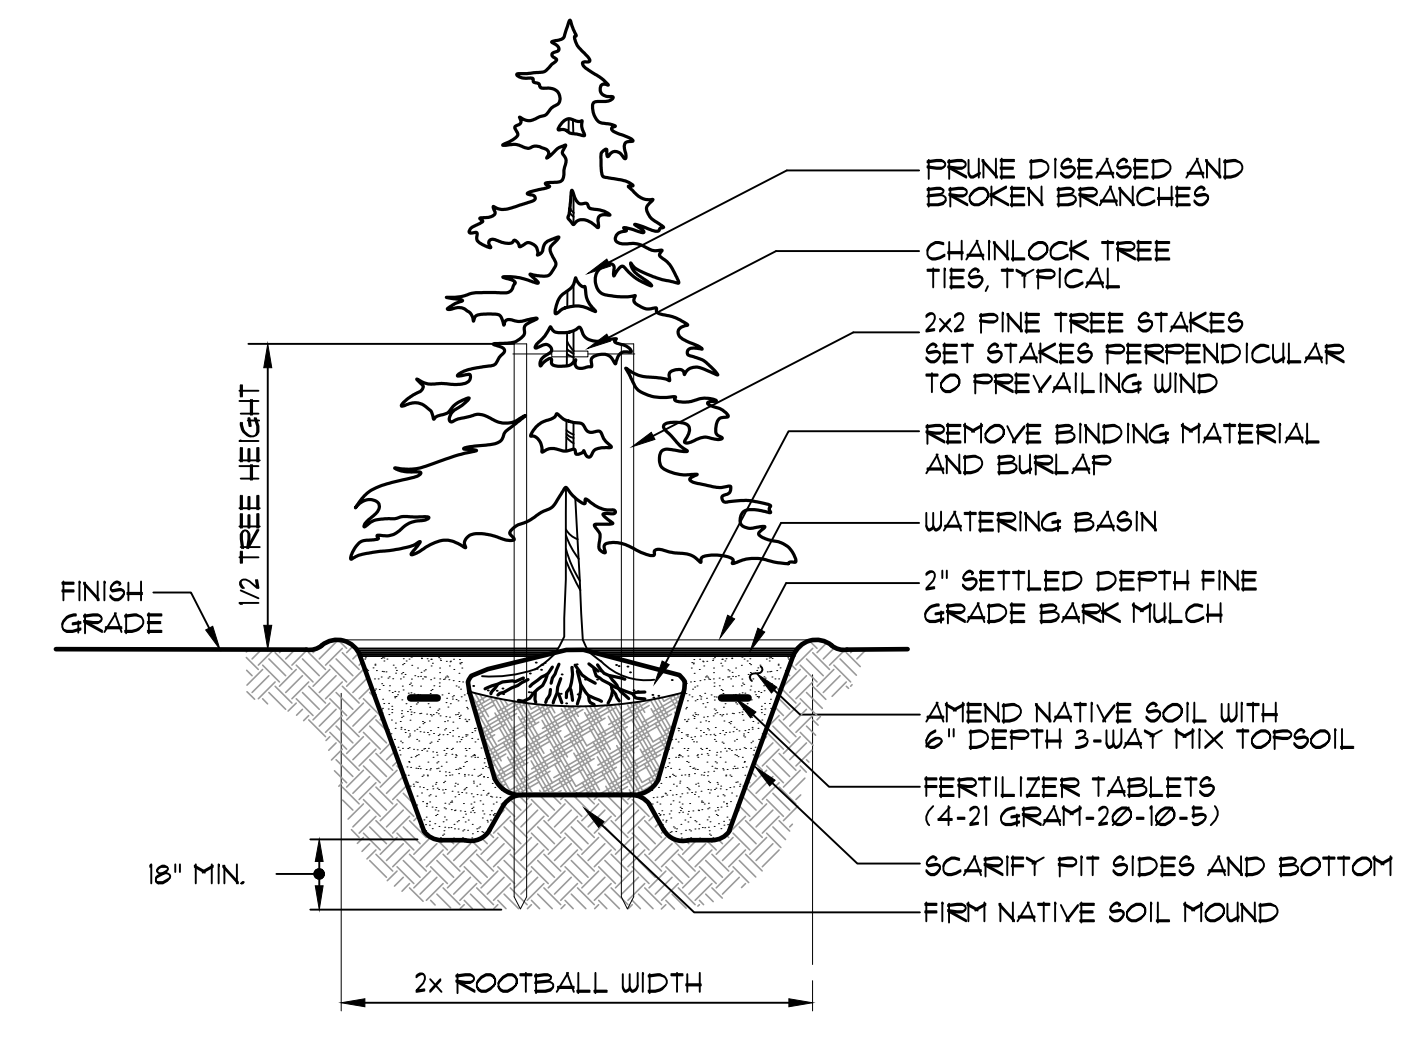 PRUNE DISEASED AND
BROKEN BRANCHES
CHAINLOCK TREE
TIES, TYPICAL
2x2 PINE TREE STAKES
SET STAKES PERPENDICULAR
TO PREVAILING WIND
REMOVE BINDING MATERIAL
AND BURLAP
WATERING BASIN
2" SETTLED DEPTH FINE
GRADE BARK MULCH
AMEND NATIVE SOIL WITH
6" DEPTH 3-WAY MIX TOPSOIL
FERTILIZER TABLETS
(4-21 GRAM-20-10-5)
SCARIFY PIT SIDES AND BOTTOM
FIRM NATIVE SOIL MOUND
1/2 TREE HEIGHT
FINISH
GRADE
18" MIN.
2x ROOTBALL WIDTH